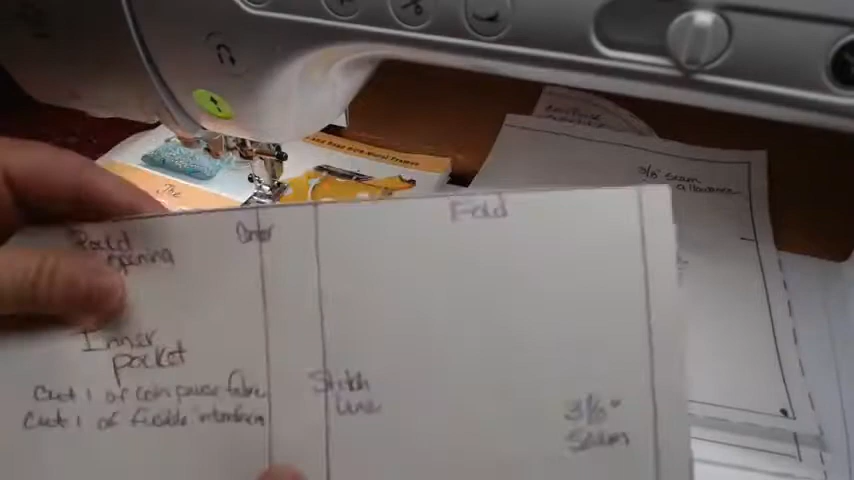 3/8" Seam
allowance
Fold
Pocket
opening
Center
Inner
pocket
Cut 1 of coin purse fabric
Cut 1 of fusible interfacing
Stitch
Line
3/8"
Seam
The